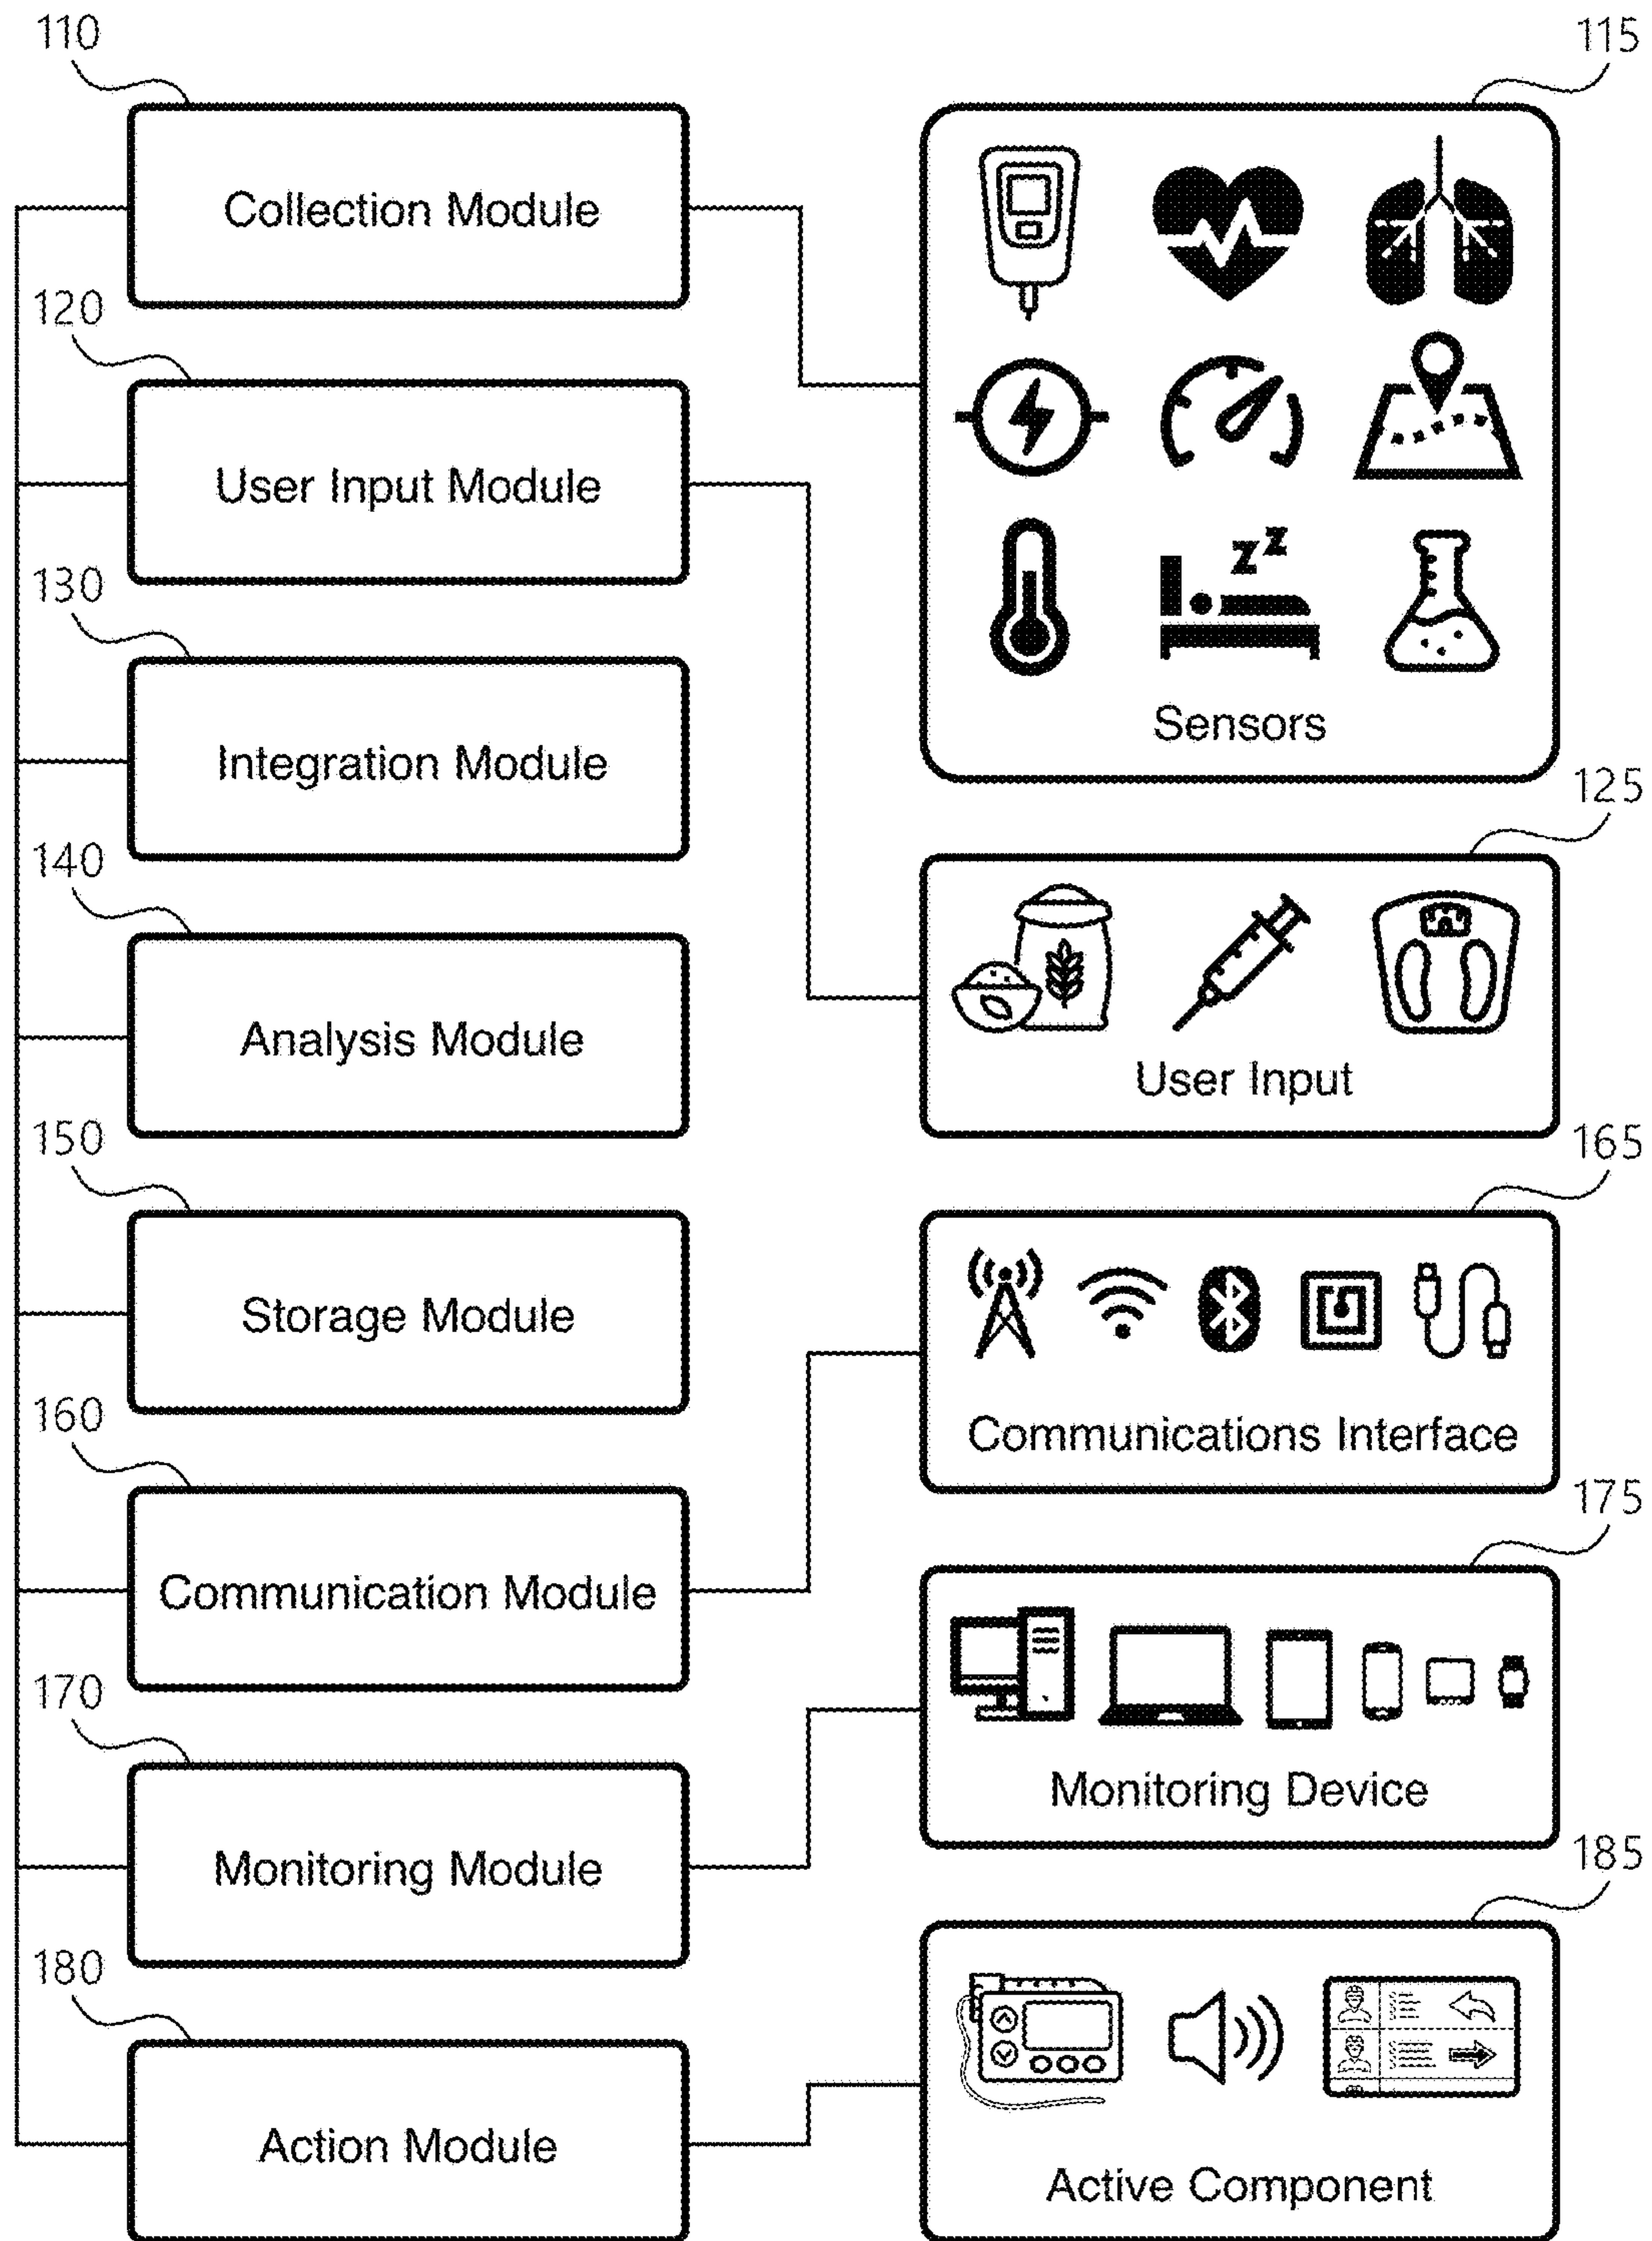 110
Collection Module
120
User Input Module
130
Integration Module
140
Analysis Module
150
Storage Module
160
Communication Module
170
Monitoring Module
180
Action Module
115
zz
Sensors
125
User Input
165
Communications Interface
175
Monitoring Device
185
Active Component